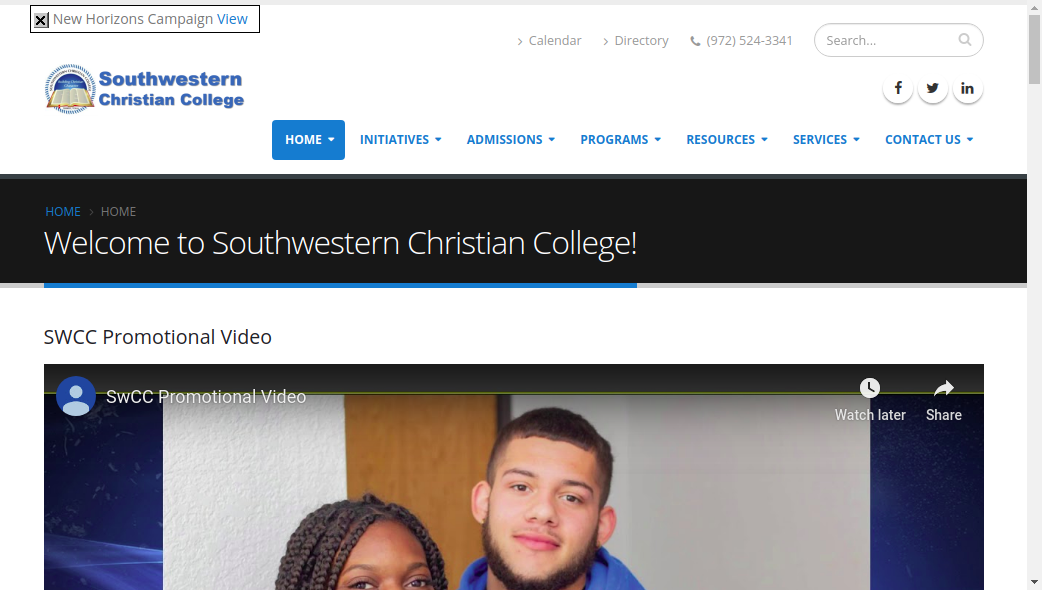 New Horizons Campaign View
Calendar
Directory
(972) 524-3341
Search...
Southwestern
Christian College
HOME
INITIATIVES
ADMISSIONS
PROGRAMS
RESOURCES
SERVICES
CONTACT US
HOME > HOME
Welcome to Southwestern Christian College!
SWCC Promotional Video
SwCC Promotional Video
Watch later
Share